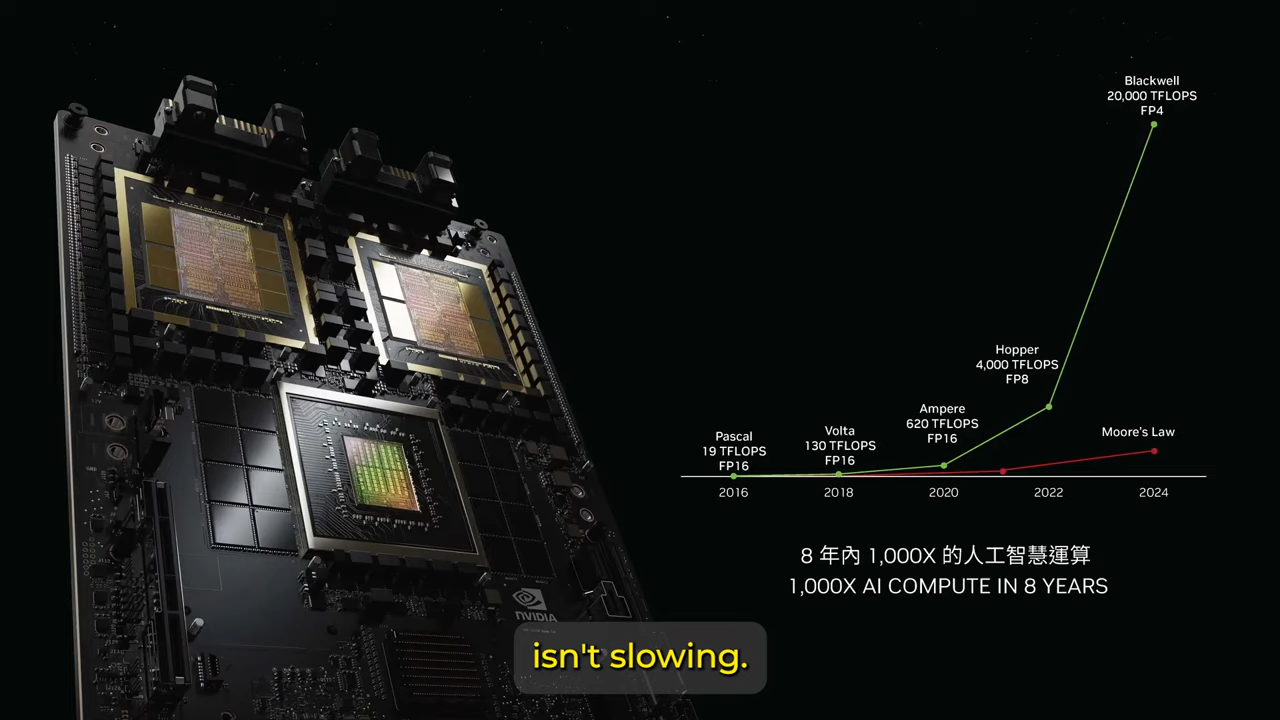 Blackwell
20,000 TFLOPS
FP4
Hopper
4,000 TFLOPS
FP8
Ampere
620 TFLOPS
FP16
Volta
130 TFLOPS
FP16
Pascal
19 TFLOPS
FP16
Moore's Law
2016 2018 2020 2022 2024
8 年內 1,000X 的人工智慧運算
1,000X AI COMPUTE IN 8 YEARS
NVIDIA
isn't slowing.